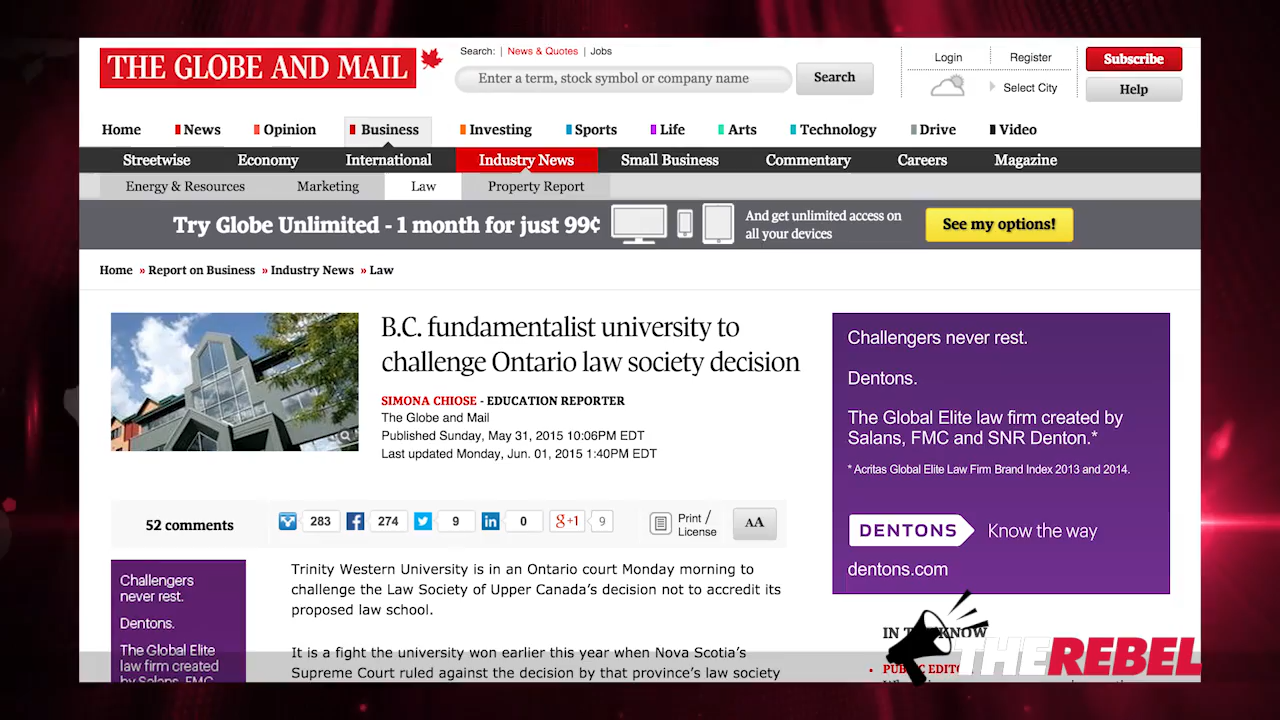 THE GLOBE AND MAIL
Search: | News & Quotes | Jobs
Enter a term, stock symbol or company name
Search
Login
Register
Select City
Subscribe
Help
Home News Opinion Business Investing Sports Life Arts Technology Drive Video
Streetwise Economy International Industry News Small Business Commentary Careers Magazine
Energy & Resources Marketing Law Property Report
Try Globe Unlimited - 1 month for just 99¢
And get unlimited access on
all your devices
See my options!
Home » Report on Business » Industry News » Law
B.C. fundamentalist university to
challenge Ontario law society decision
SIMONA CHIOSE - EDUCATION REPORTER
The Globe and Mail
Published Sunday, May 31, 2015 10:06PM EDT
Last updated Monday, Jun. 01, 2015 1:40PM EDT
52 comments
283 274 9 0 g+1 9
Print /
License
AA
Trinity Western University is in an Ontario court Monday morning to
challenge the Law Society of Upper Canada's decision not to accredit its
proposed law school.
It is a fight the university won earlier this year when Nova Scotia's
Supreme Court ruled against the decision by that province's law society
Challengers
never rest.
Dentons.
The Global Elite
law firm created
by Salans, FMC
Challengers never rest.
Dentons.
The Global Elite law firm created by
Salans, FMC and SNR Denton.*
* Acritas Global Elite Law Firm Brand Index 2013 and 2014.
DENTONS Know the way
dentons.com
IN THE KNOW
THE REBEL